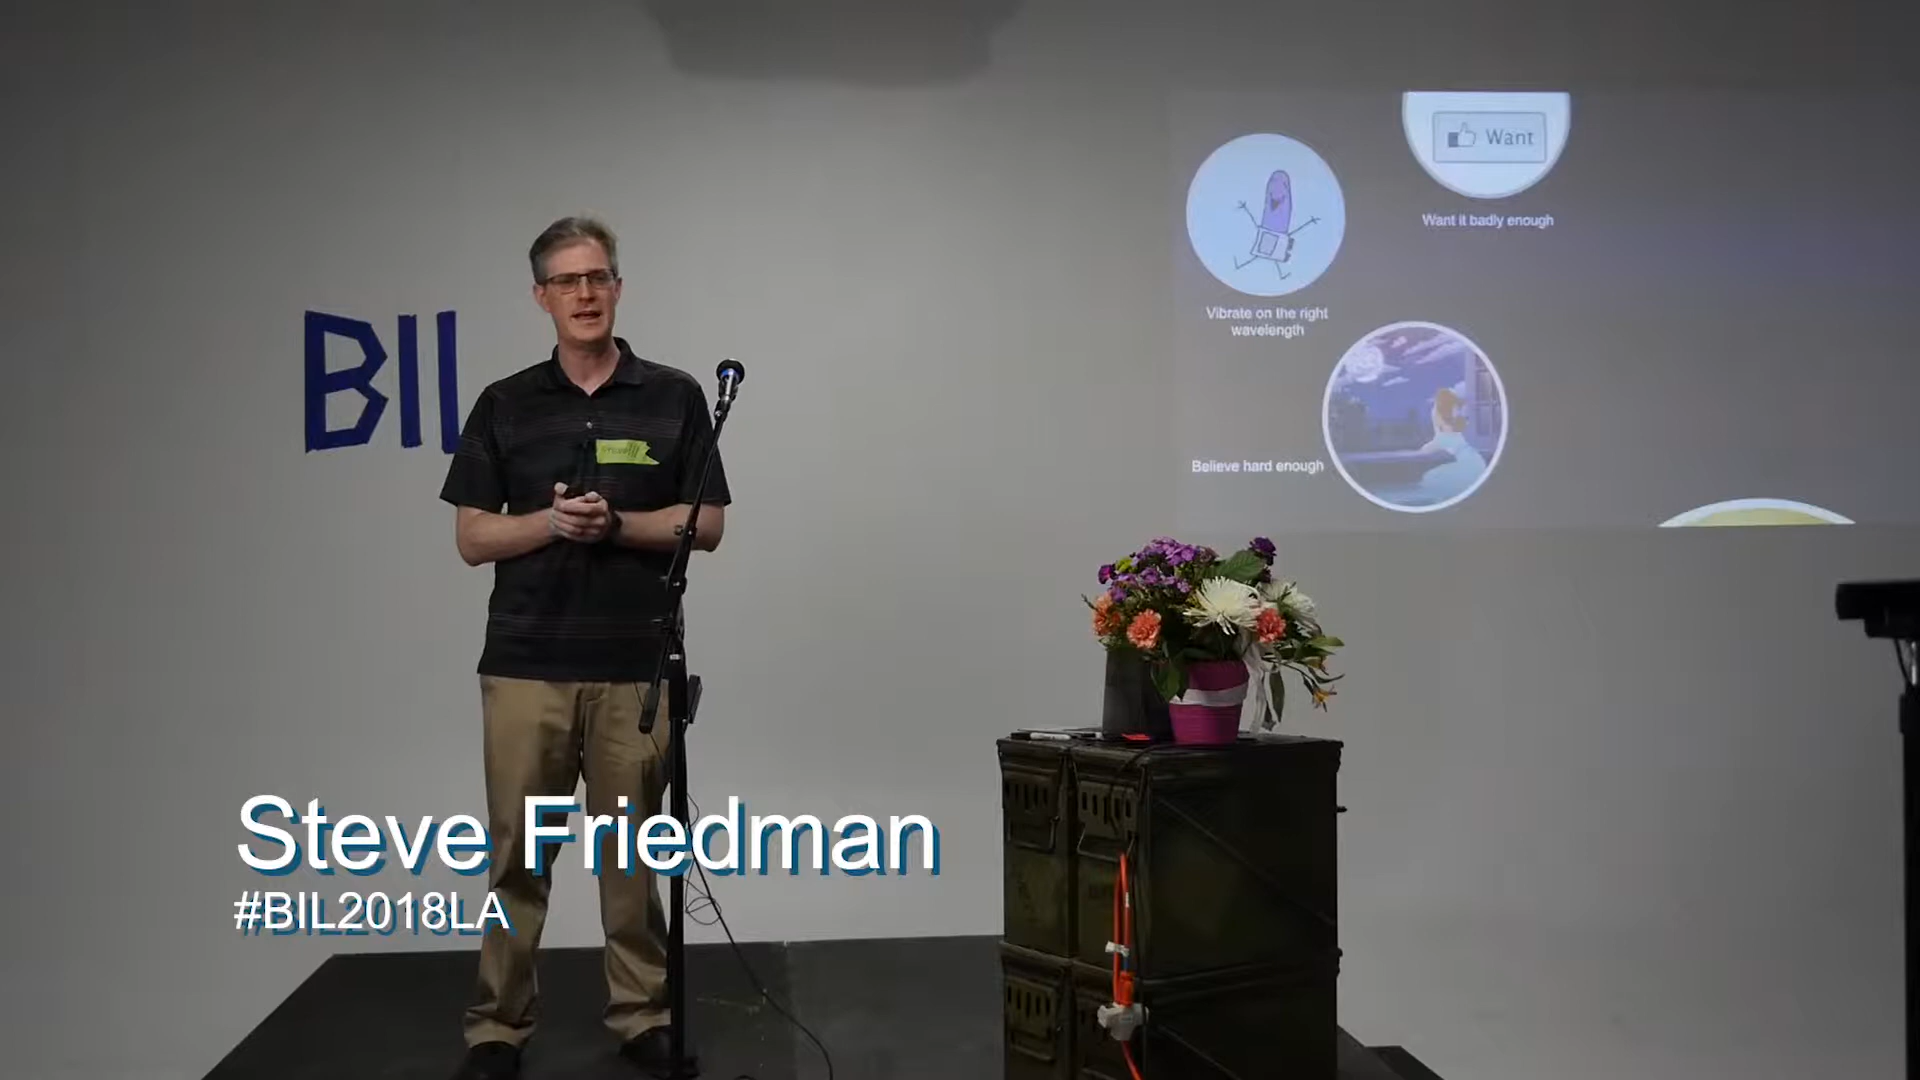 Want
Want it badly enough
Vibrate on the right
wavelength
BIL
Believe hard enough
Steve Friedman
#BIL2018LA